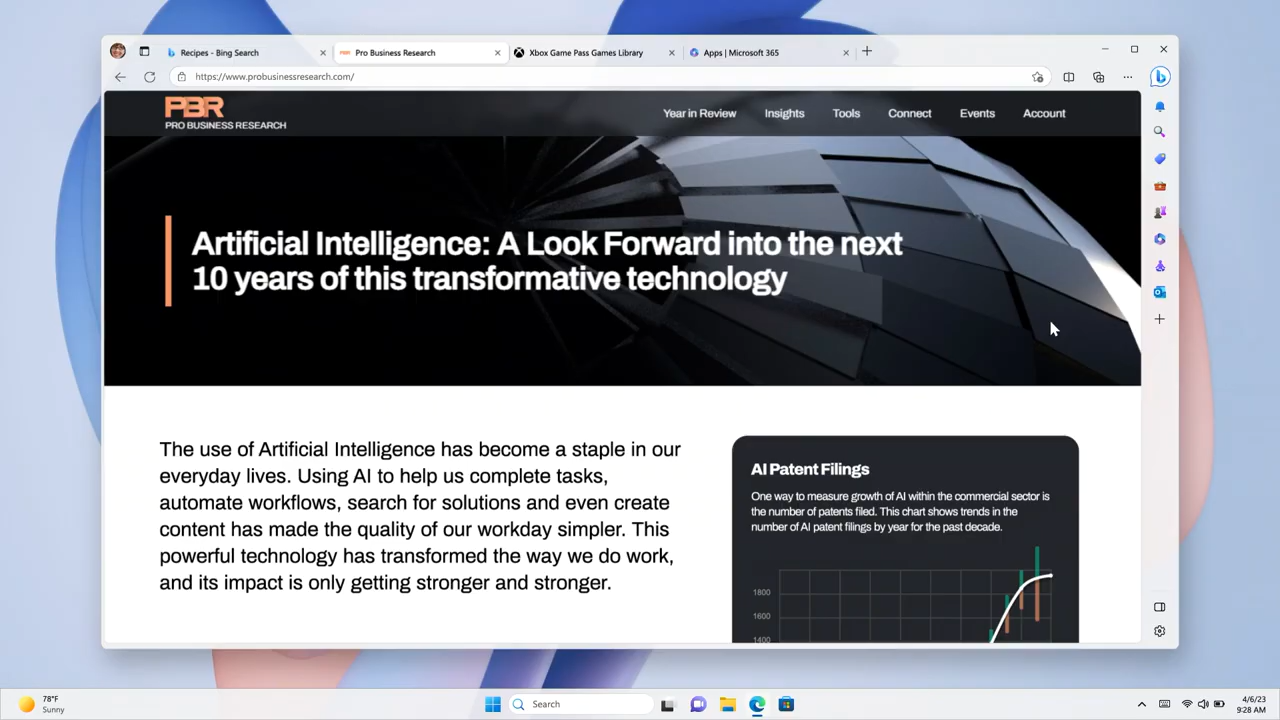 Recipes - Bing Search
Pro Business Research
Xbox Game Pass Games Library
Apps | Microsoft 365
https://www.probusinessresearch.com/
PBR
PRO BUSINESS RESEARCH
Year in Review
Insights
Tools
Connect
Events
Account
Artificial Intelligence: A Look Forward into the next
10 years of this transformative technology
The use of Artificial Intelligence has become a staple in our
everyday lives. Using AI to help us complete tasks,
automate workflows, search for solutions and even create
content has made the quality of our workday simpler. This
powerful technology has transformed the way we do work,
and its impact is only getting stronger and stronger.
AI Patent Filings
One way to measure growth of AI within the commercial sector is
the number of patents filed. This chart shows trends in the
number of AI patent filings by year for the past decade.
1800
1600
1400
78°F
Sunny
Search
4/6/23
9:28 AM